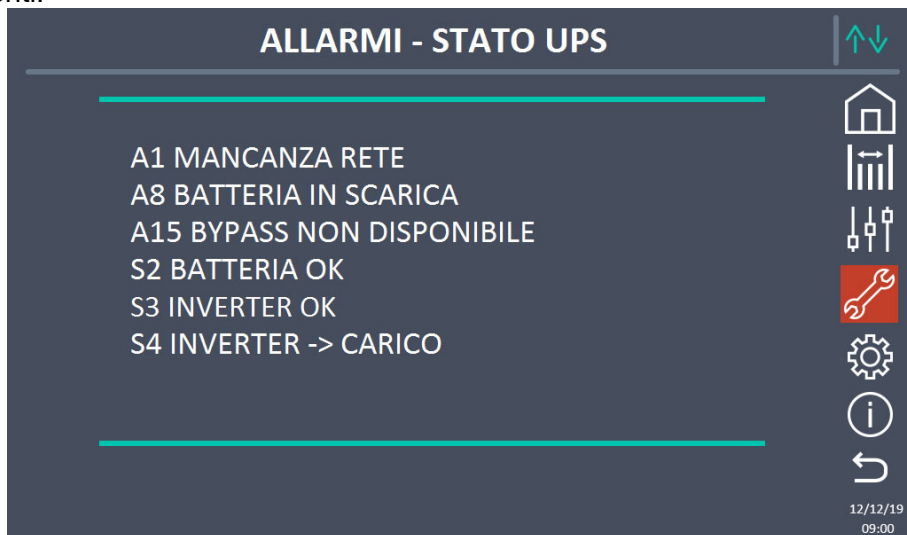 ALLARMI - STATO UPS
A1 MANCANZA RETE
A8 BATTERIA IN SCARICA
A15 BYPASS NON DISPONIBILE
S2 BATTERIA OK
S3 INVERTER OK
S4 INVERTER -> CARICO
12/12/19
09:00